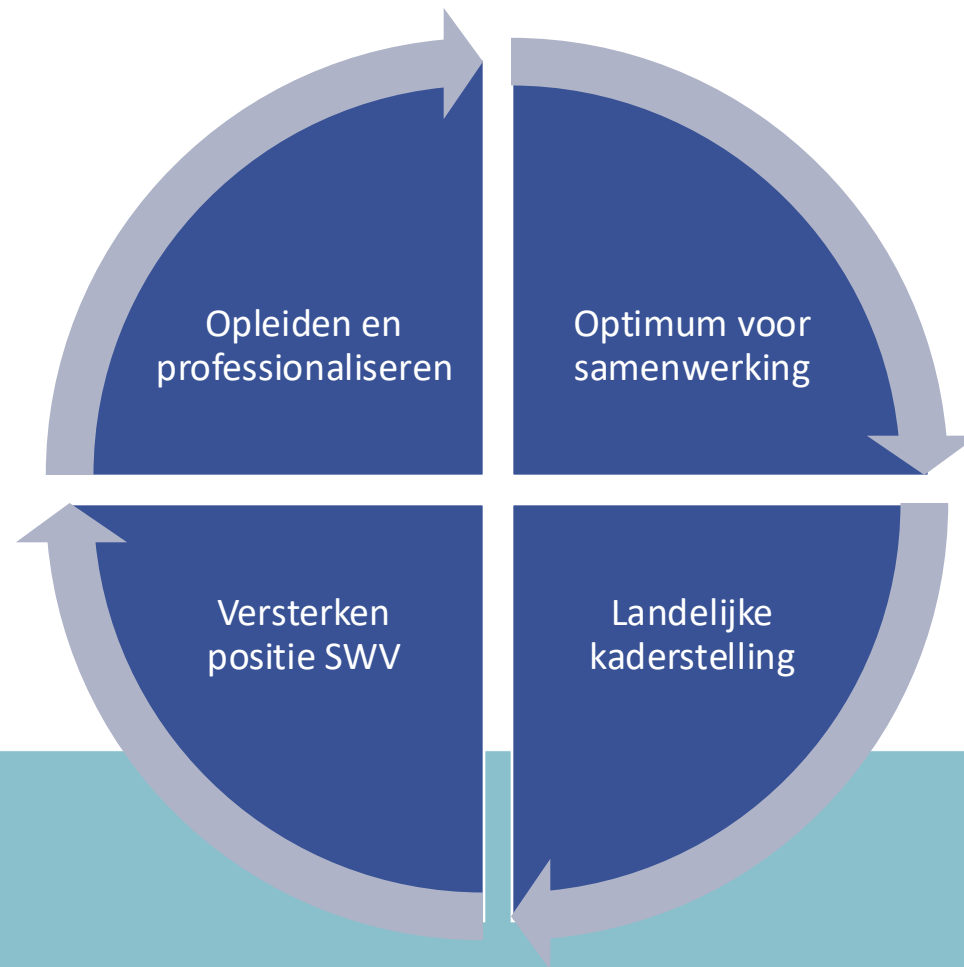 Opleiden en
professionaliseren
Optimum voor
samenwerking
Versterken
positie SWV
Landelijke
kaderstelling